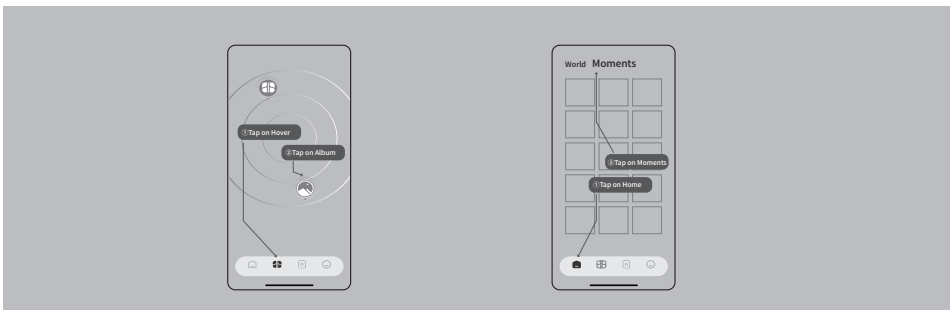 ①Tap on Hover
②Tap on Album
World Moments
②Tap on Moments
①Tap on Home